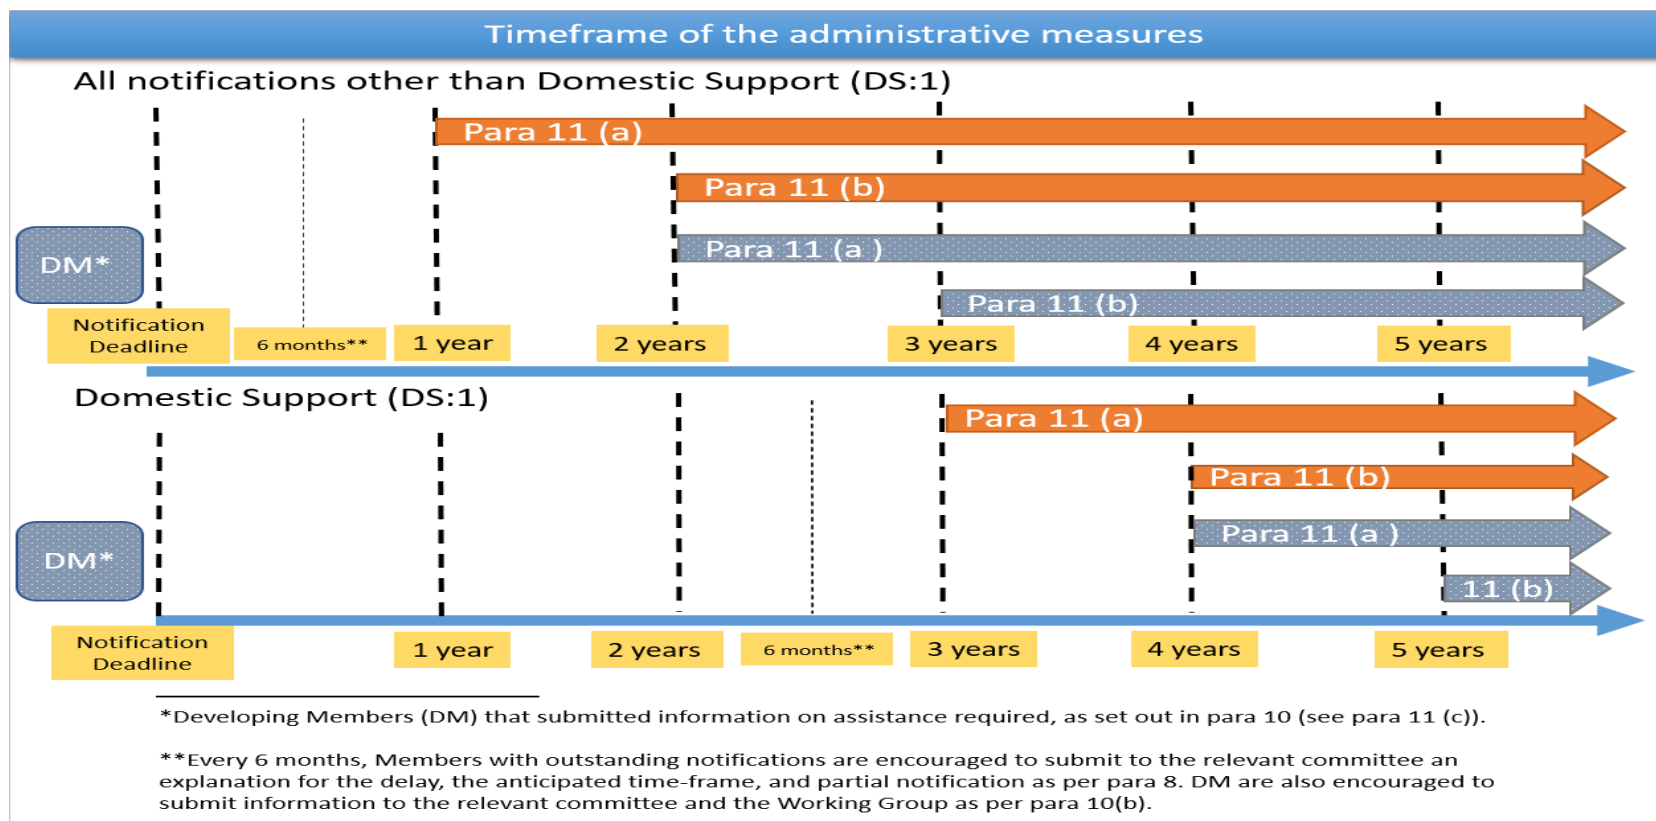 Timeframe of the administrative measures
All notifications other than Domestic Support (DS:1)
Para 11 (a)
Para 11 (b)
DM*
Para 11 (a )
Para 11 (b)
Notification
Deadline
6 months**
1 year
2 years
3 years
4 years
5 years
Domestic Support (DS:1)
Para 11 (a)
Para 11 (b)
DM*
Para 11 (a )
11 (b)
Notification
Deadline
1 year
2 years
6 months**
3 years
4 years
5 years
*Developing Members (DM) that submitted information on assistance required, as set out in para 10 (see para 11 (c)).
**Every 6 months, Members with outstanding notifications are encouraged to submit to the relevant committee an
explanation for the delay, the anticipated time-frame, and partial notification as per para 8. DM are also encouraged to
submit information to the relevant committee and the Working Group as per para 10(b).